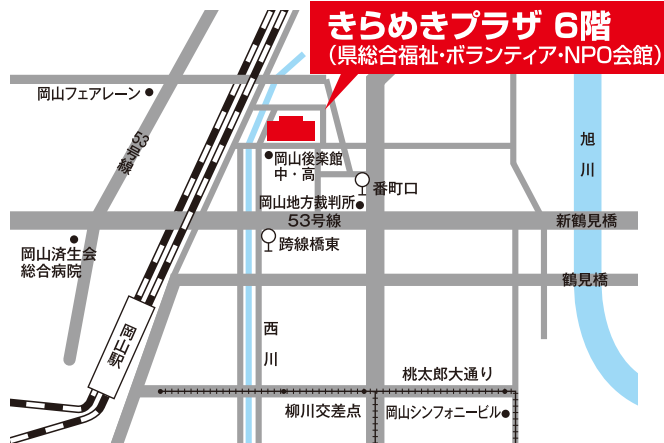 きらめきプラザ 6階
(県総合福祉・ボランティア・NPO会館)
岡山フェアレーン
53号線
旭川
岡山後楽館
中・高
番町口
岡山地方裁判所
53号線
新鶴見橋
跨線橋東
岡山済生会
総合病院
鶴見橋
岡山駅
西川
桃太郎大通り
柳川交差点
岡山シンフォニービル